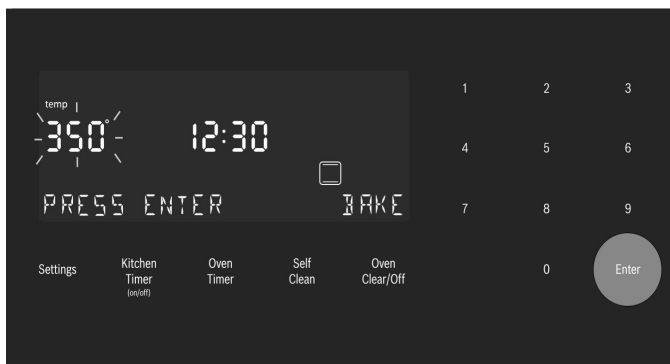 temp
350°
12:30
PRESS ENTER
BAKE
Settings
Kitchen
Timer
(on/off)
Oven
Timer
Self
Clean
Oven
Clear/Off
1 2 3
4 5 6
7 8 9
0 Enter